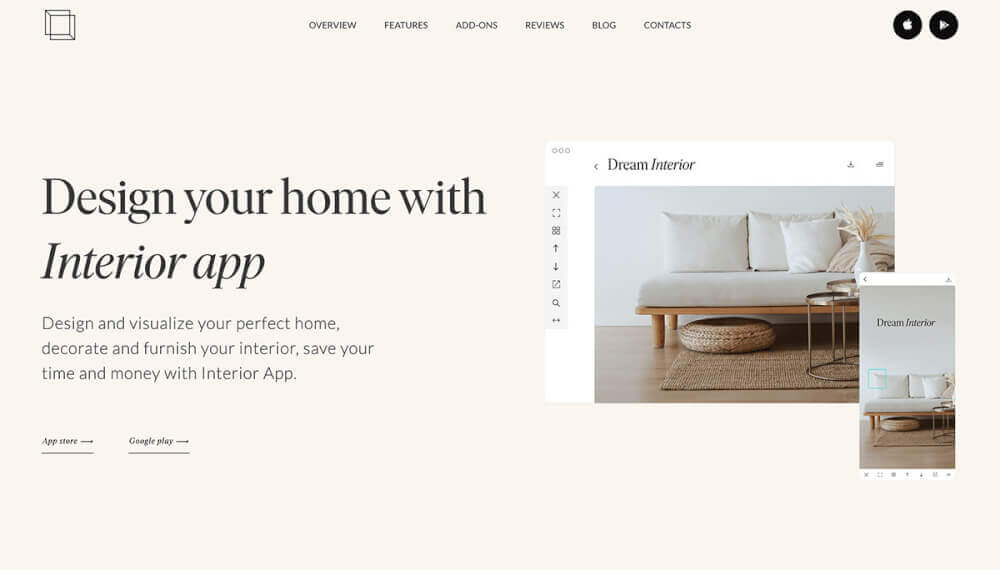 OVERVIEW FEATURES ADD-ONS REVIEWS BLOG CONTACTS
Design your home with
Interior app
Design and visualize your perfect home,
decorate and furnish your interior, save your
time and money with Interior App.
App store
Google play
Dream Interior
Dream Interior